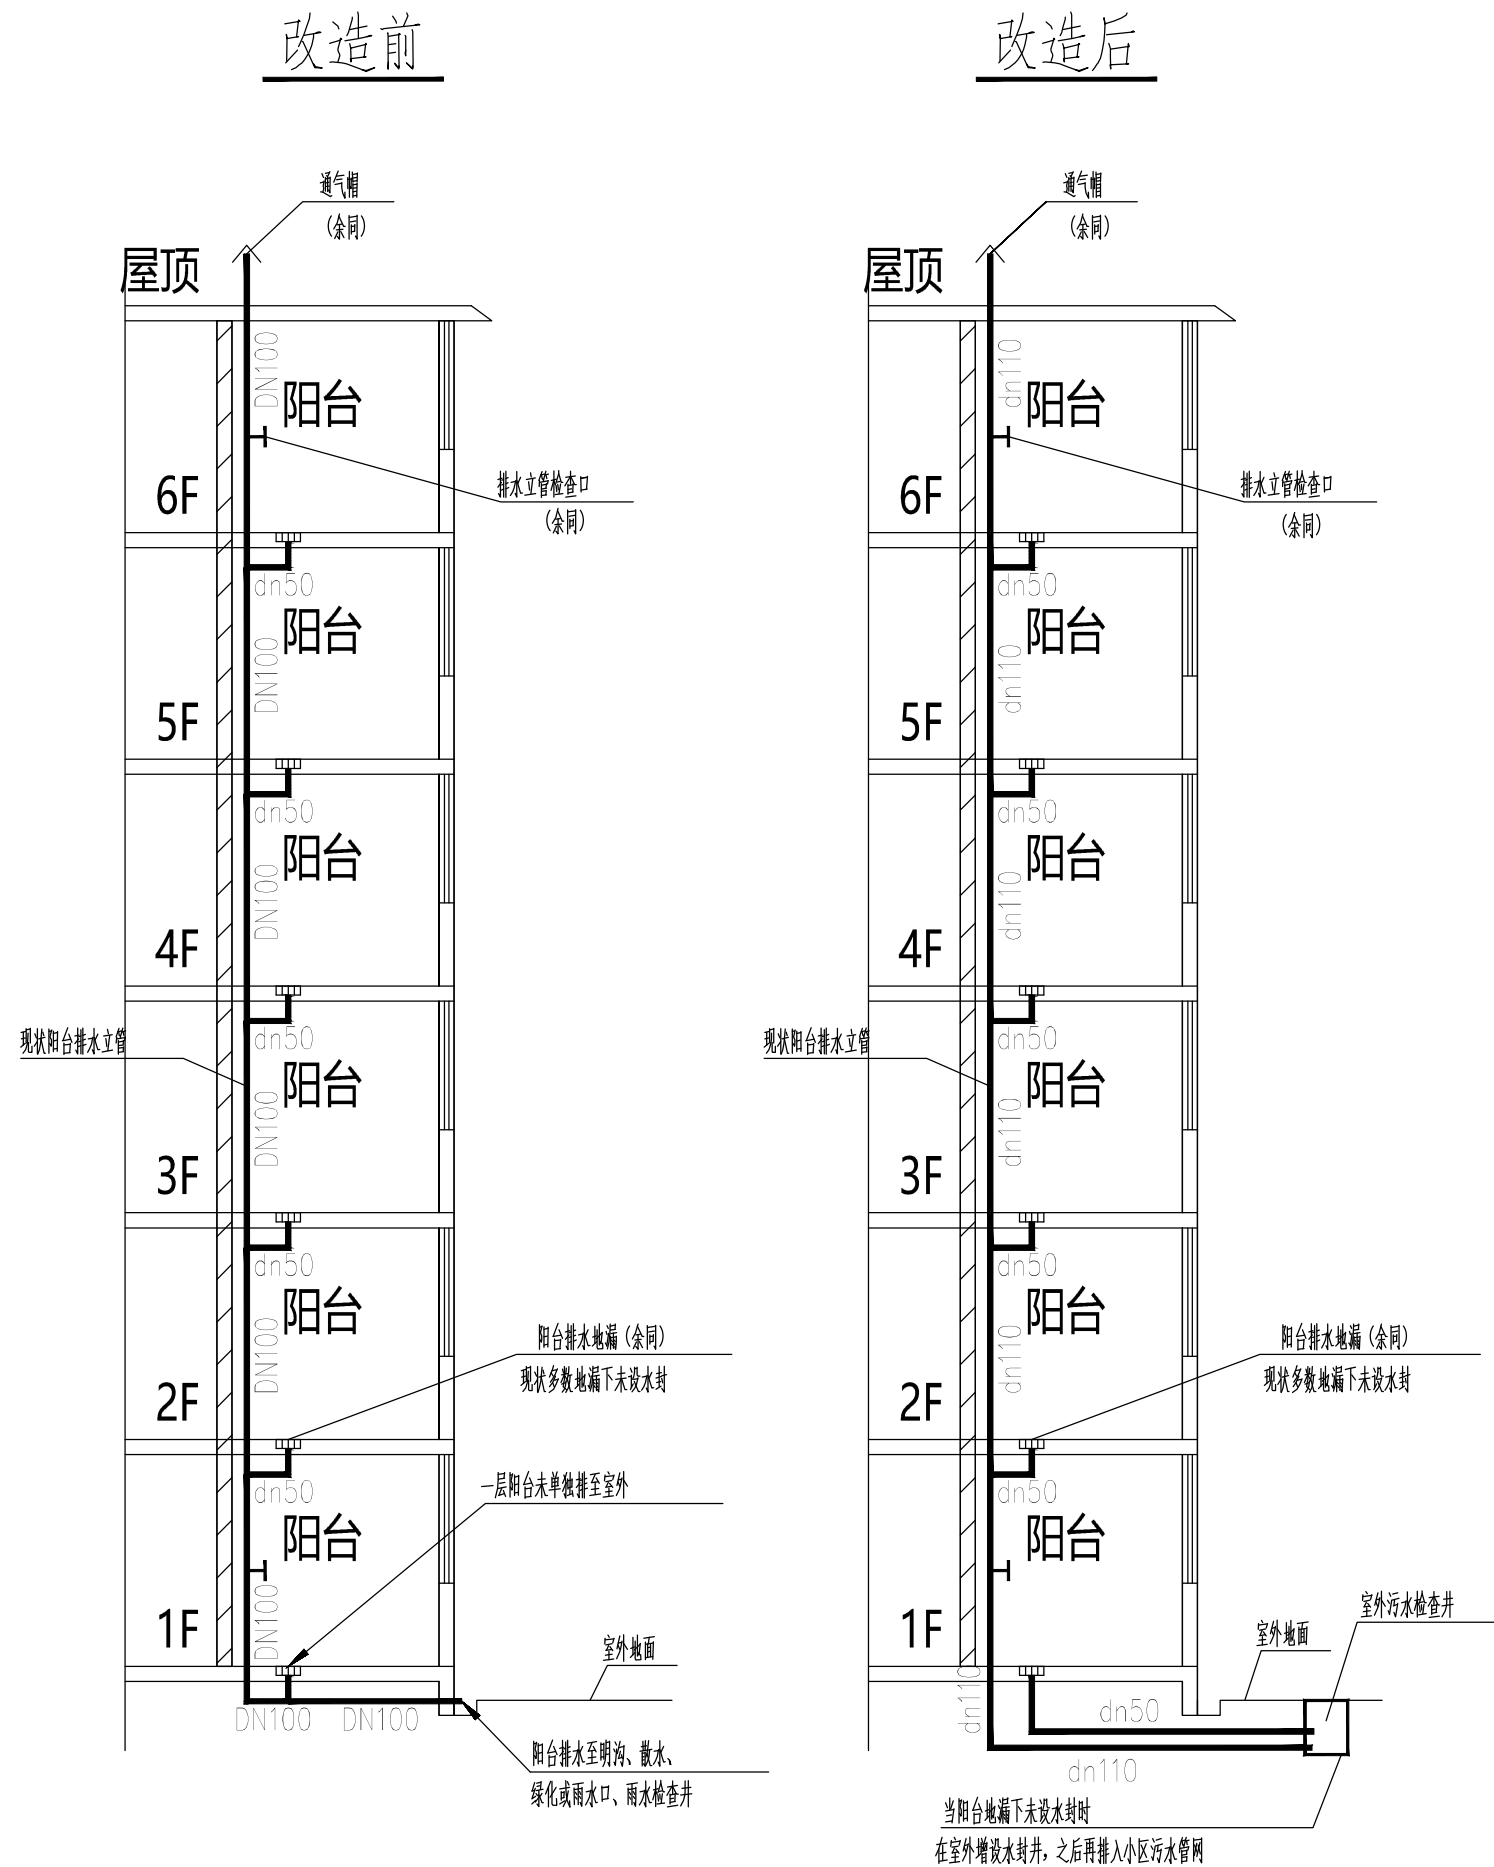 改造前
通气帽
(余同)
屋顶
DN100
阳台
排水立管检查口
(余同)
6F
dn50
阳台
DN100
5F
dn50
阳台
DN100
4F
现状阳台排水立管
dn50
阳台
DN100
3F
dn50
阳台
DN100
阳台排水地漏(余同)
现状多数地漏下未设水封
2F
dn50
一层阳台未单独排至室外
阳台
DN100
1F
室外地面
DN100 DN100
阳台排水至明沟、散水、
绿化或雨水口、雨水检查井
改造后
通气帽
(余同)
屋顶
dn110
阳台
排水立管检查口
(余同)
6F
dn50
阳台
dn110
5F
dn50
阳台
dn110
4F
现状阳台排水立管
dn50
阳台
dn110
3F
dn50
阳台
dn110
阳台排水地漏(余同)
现状多数地漏下未设水封
2F
dn50
阳台
室外污水检查井
1F
室外地面
dn110
dn50
dn110
当阳台地漏下未设水封时
在室外增设水封井,之后再排入小区污水管网